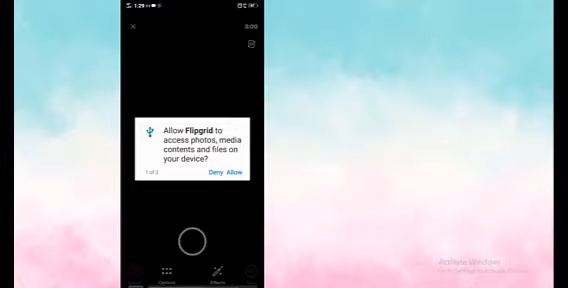 1:29
3:00
Allow Flipgrid to
access photos, media
contents and files on
your device?
1 of 3
Deny Allow
Options
Effects
Activate Windows